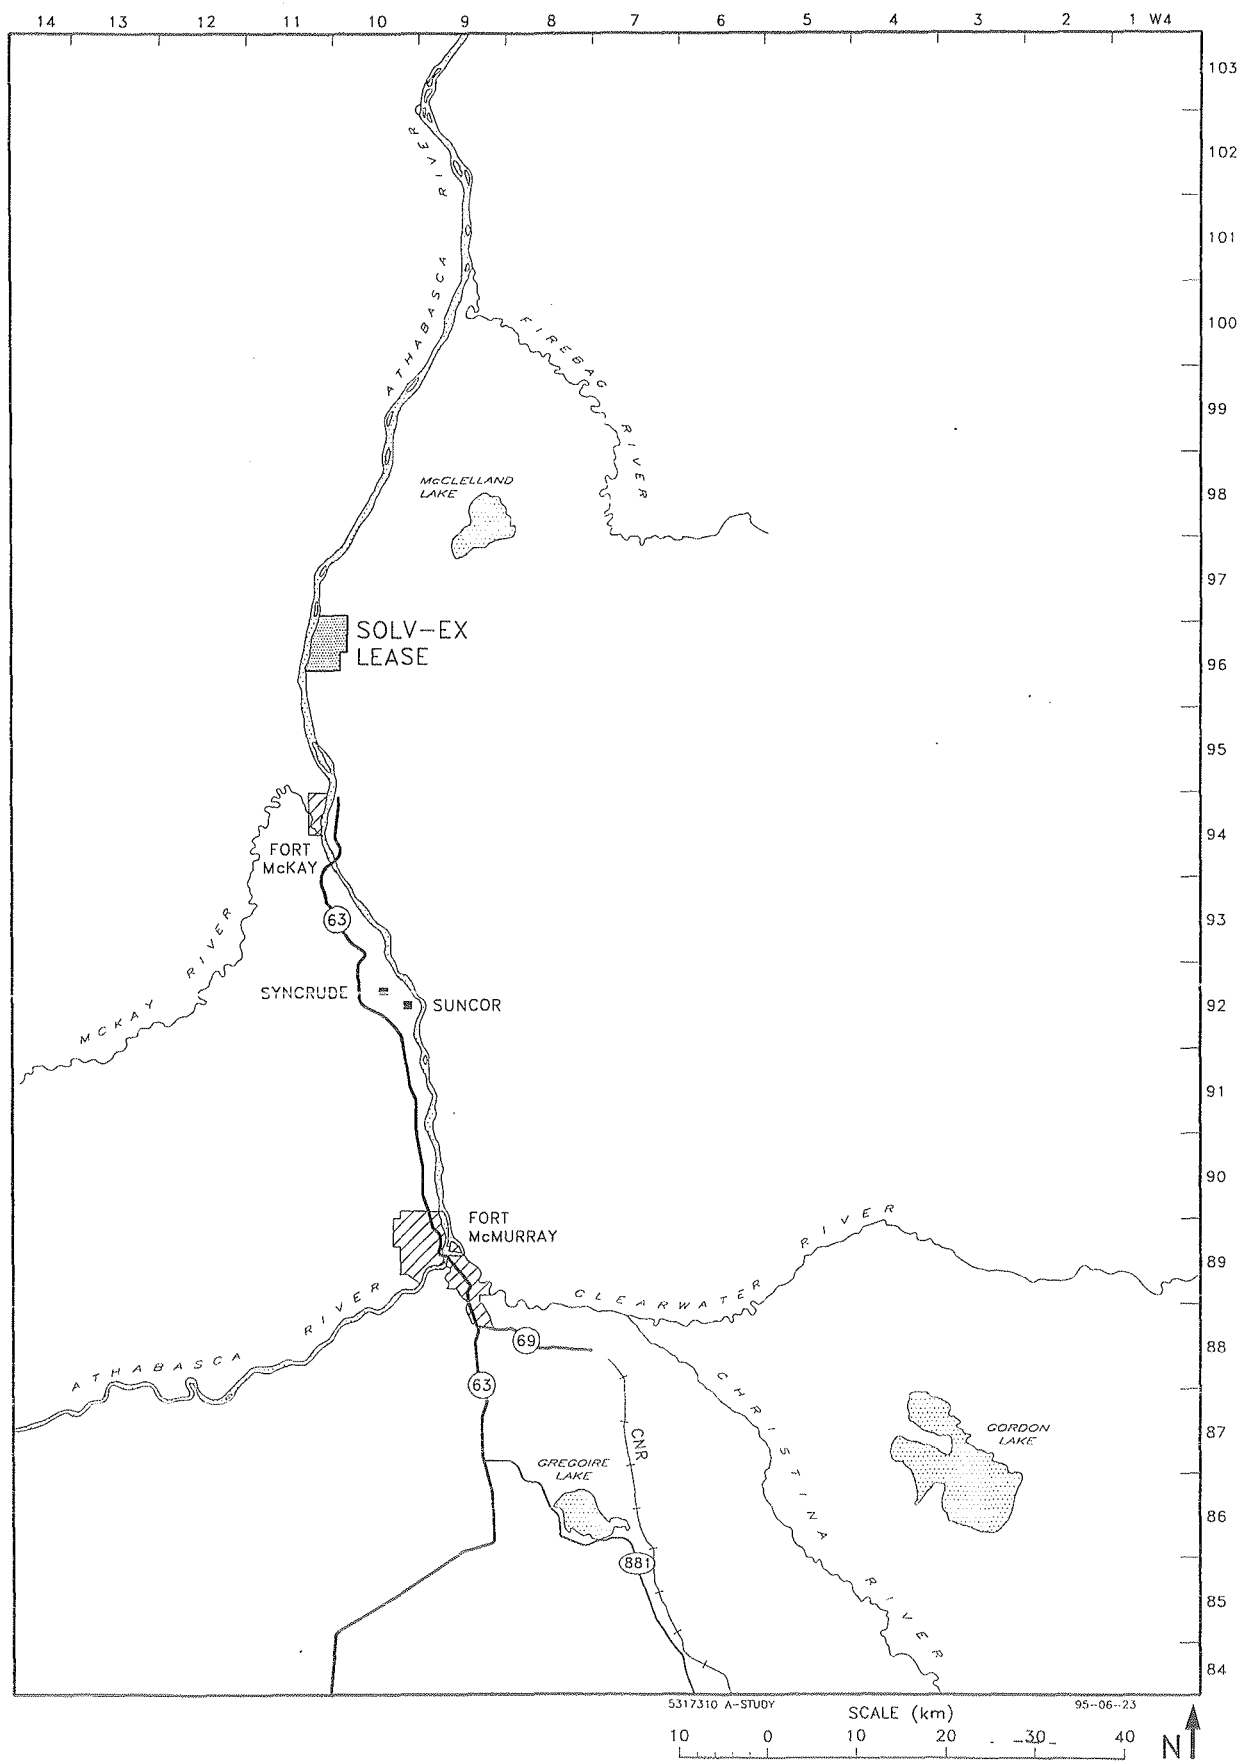 14 13 12 11 10 9 8 7 6 5 4 3 2 1 W4
103
102
101
100
99
98
97
96
95
94
93
92
91
90
89
88
87
86
85
84
ATHABASCA RIVER
FIREBAG RIVER
McCLELLAND
LAKE
SOLV-EX
LEASE
FORT
McKAY
63
MCKAY RIVER
SYNCRUDE
SUNCOR
FORT
McMURRAY
CLEARWATER RIVER
ATHABASCA RIVER
69
63
CHRISTINA RIVER
CNR
GORDON
LAKE
GREGOIRE
LAKE
881
5317310 A-STUDY
95-06-23
SCALE (km)
10 0 10 20 30 40
N